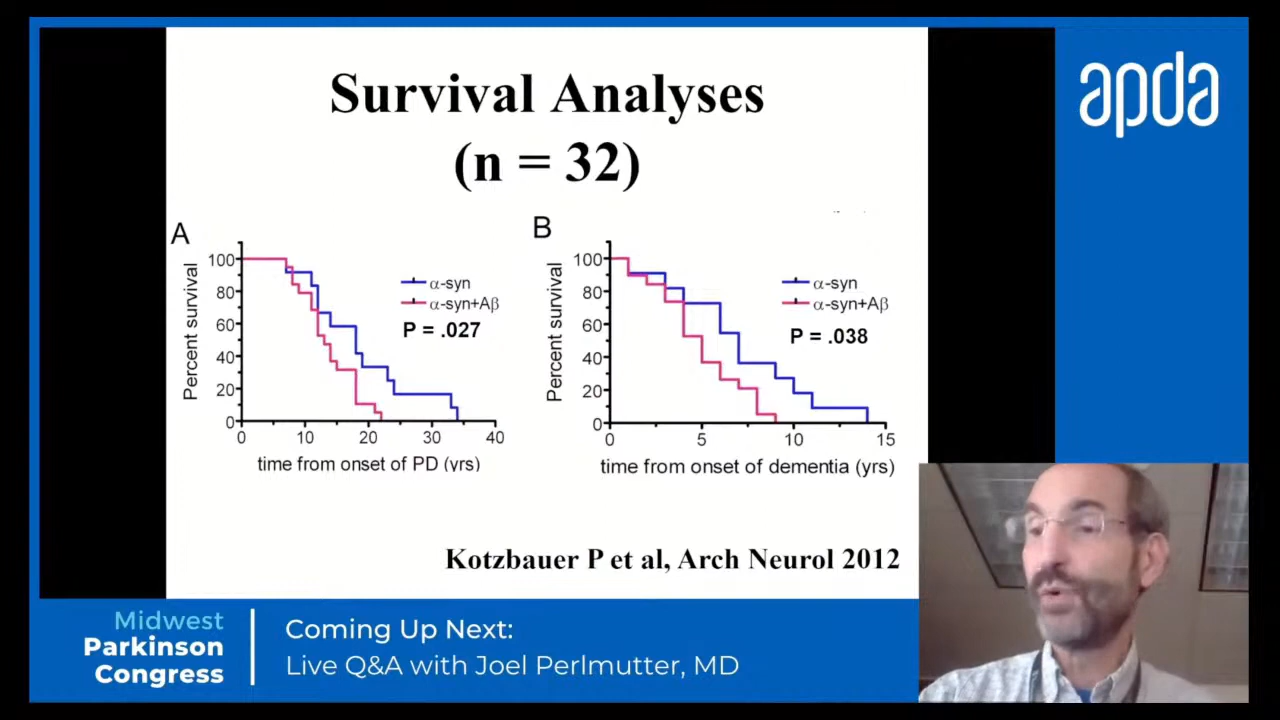 Survival Analyses
(n = 32)
A
Percent survival
100
80
60
40
20
0
0 10 20 30 40
time from onset of PD (yrs)
α-syn
α-syn+Aβ
P = .027
B
Percent survival
100
80
60
40
20
0
0 5 10 15
time from onset of dementia (yrs)
α-syn
α-syn+Aβ
P = .038
Kotzbauer P et al, Arch Neurol 2012
apda
Midwest
Parkinson
Congress
Coming Up Next:
Live Q&A with Joel Perlmutter, MD